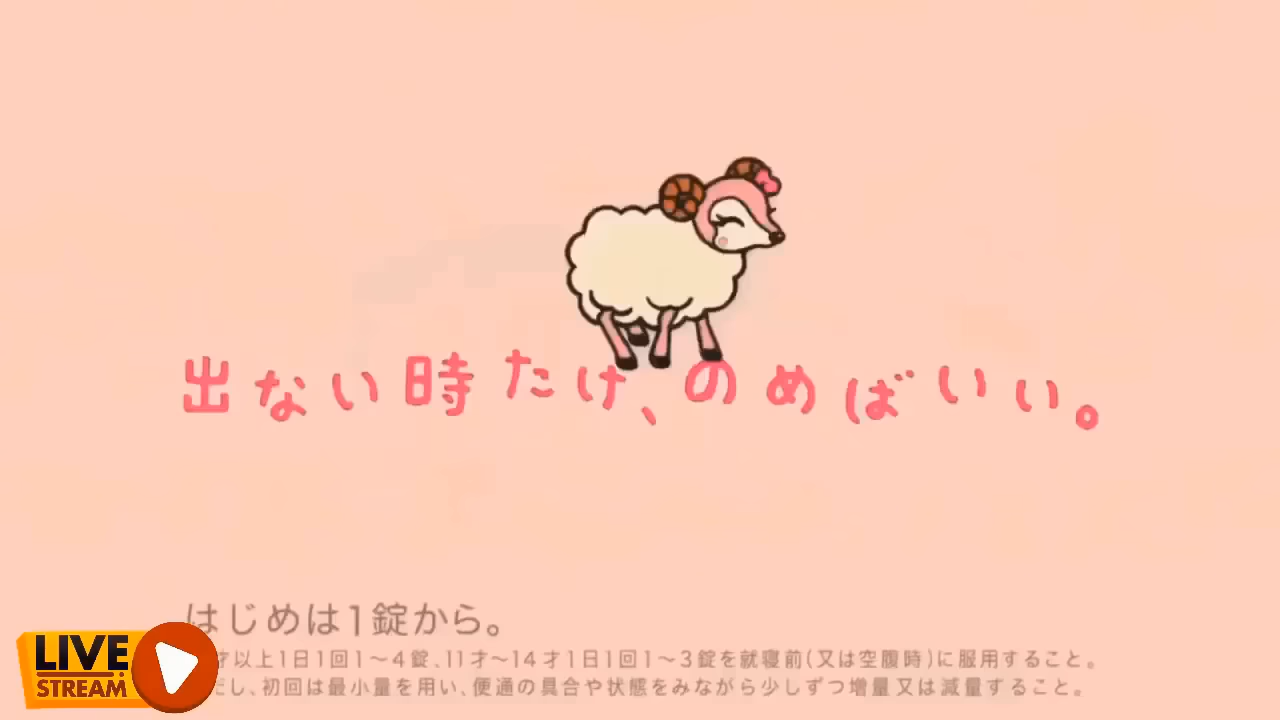 出ない時だけ、のめばいい。
はじめは1錠から。
才以上1日1回1〜4錠、11才〜14才1日1回1〜3錠を就寝前(又は空腹時)に服用すること。
だし、初回は最小量を用い、便通の具合や状態をみながら少しずつ増量又は減量すること。
LIVE
STREAM